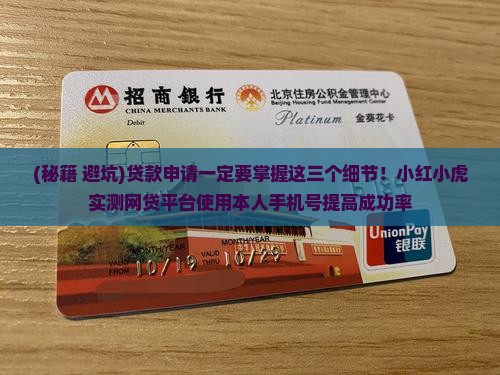 招商银行 北京住房公积金管理中心
CHINA MERCHANTS BANK Beijing Housing Fund Management Center
Debit Platinum 金葵花卡
(秘籍 避坑)贷款申请一定要掌握这三个细节！小红小虎
实测网贷平台使用本人手机号提高成功率
UnionPay
银联
MONTH/YEAR MONTH/YEAR
VALID FROM 10/19 VALID THRU 10/29